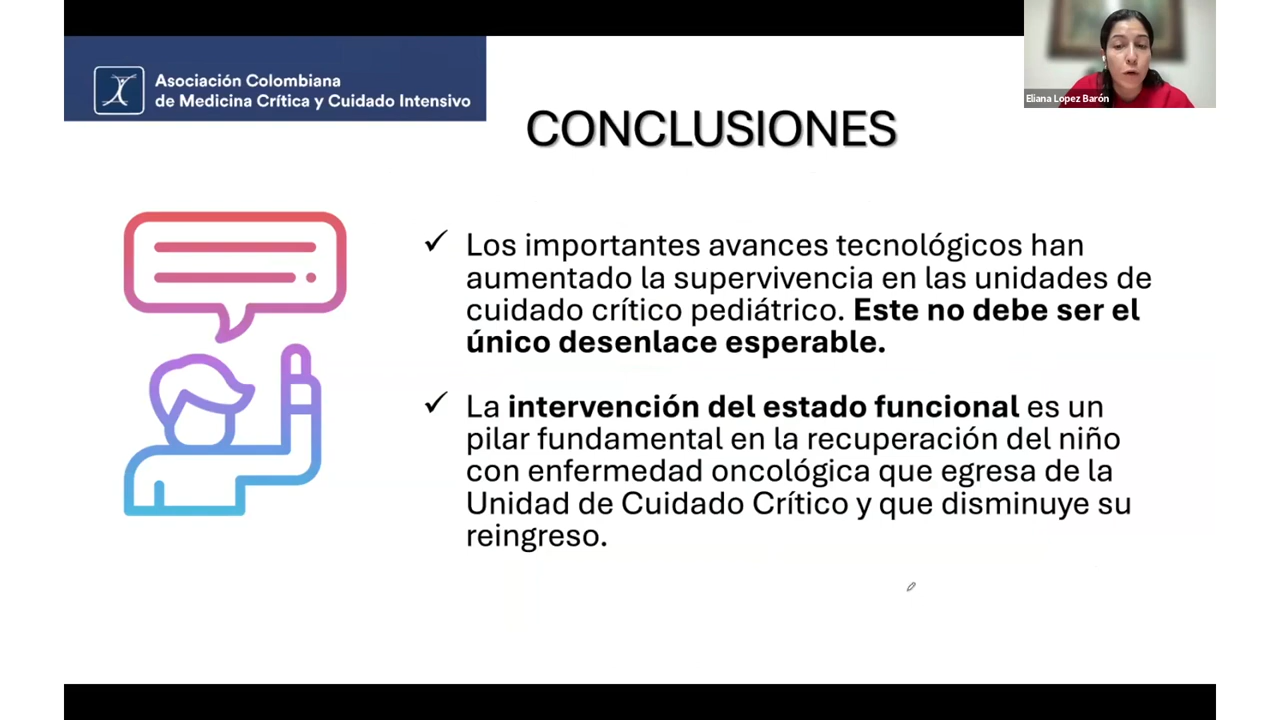 Asociación Colombiana
de Medicina Crítica y Cuidado Intensivo
Eliana Lopez Barón
CONCLUSIONES
✓ Los importantes avances tecnológicos han
aumentado la supervivencia en las unidades de
cuidado crítico pediátrico. Este no debe ser el
único desenlace esperable.
✓ La intervención del estado funcional es un
pilar fundamental en la recuperación del niño
con enfermedad oncológica que egresa de la
Unidad de Cuidado Crítico y que disminuye su
reingreso.